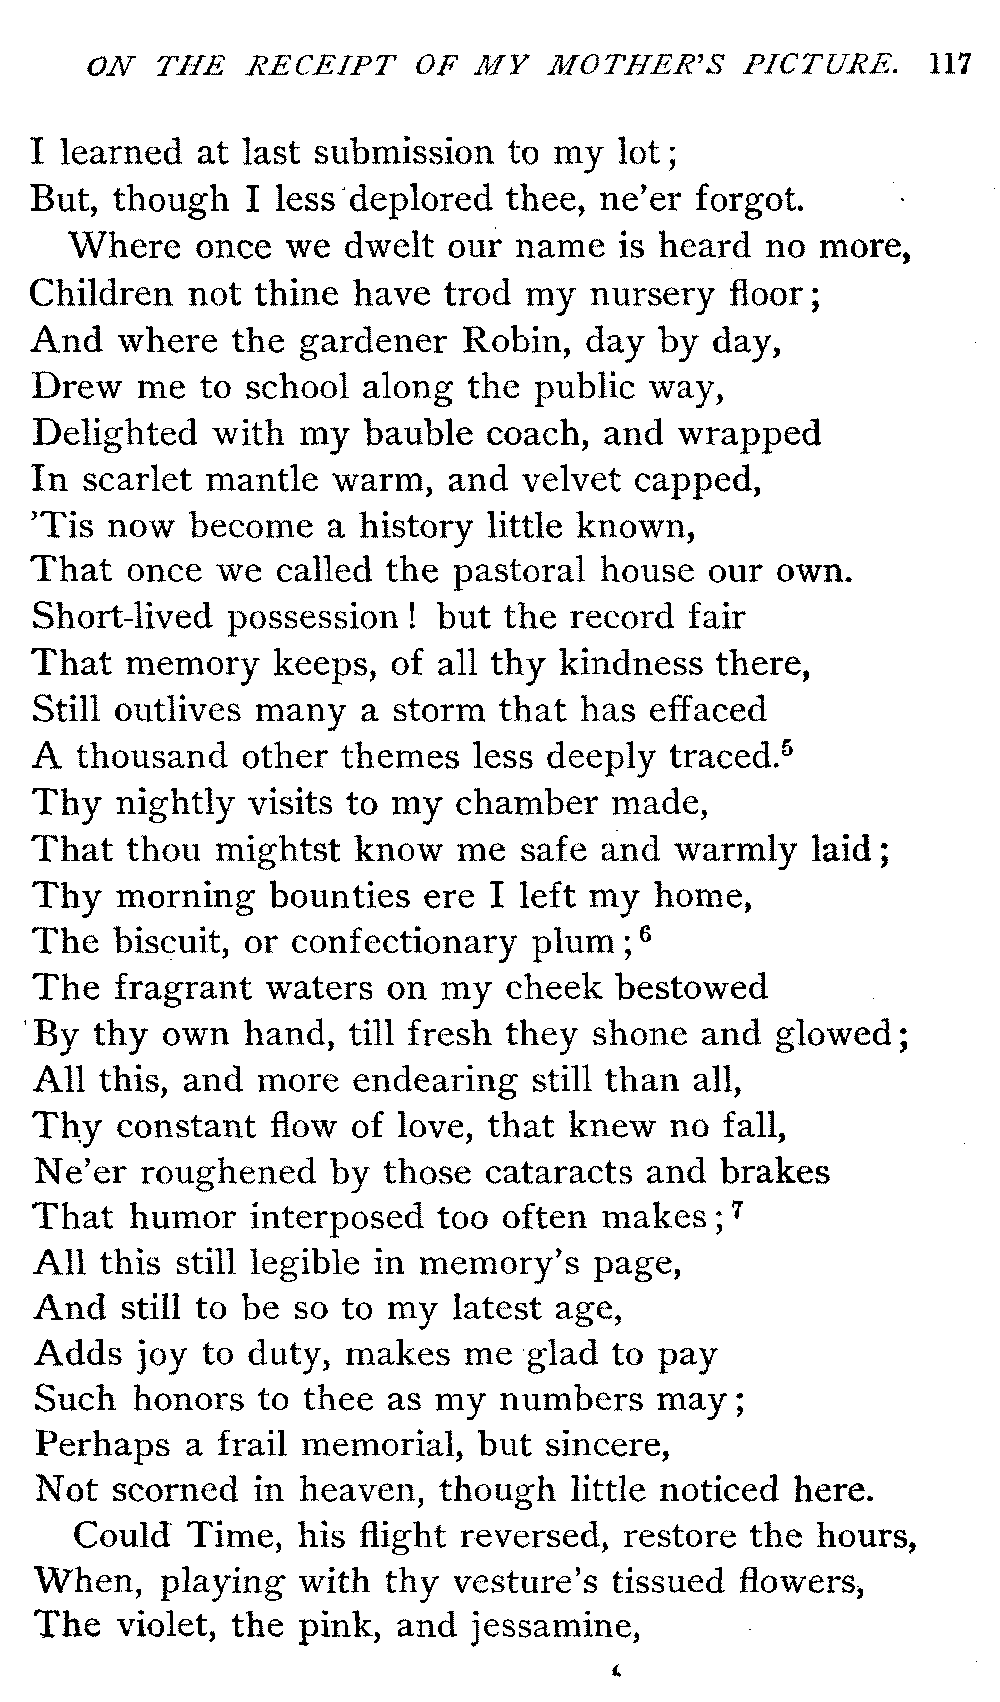 ON THE RECEIPT OF MY MOTHER'S PICTURE. 117
I learned at last submission to my lot;
But, though I less deplored thee, ne'er forgot.
Where once we dwelt our name is heard no more,
Children not thine have trod my nursery floor;
And where the gardener Robin, day by day,
Drew me to school along the public way,
Delighted with my bauble coach, and wrapped
In scarlet mantle warm, and velvet capped,
'Tis now become a history little known,
That once we called the pastoral house our own.
Short-lived possession! but the record fair
That memory keeps, of all thy kindness there,
Still outlives many a storm that has effaced
A thousand other themes less deeply traced.⁵
Thy nightly visits to my chamber made,
That thou mightst know me safe and warmly laid;
Thy morning bounties ere I left my home,
The biscuit, or confectionary plum;⁶
The fragrant waters on my cheek bestowed
By thy own hand, till fresh they shone and glowed;
All this, and more endearing still than all,
Thy constant flow of love, that knew no fall,
Ne'er roughened by those cataracts and brakes
That humor interposed too often makes;⁷
All this still legible in memory's page,
And still to be so to my latest age,
Adds joy to duty, makes me glad to pay
Such honors to thee as my numbers may;
Perhaps a frail memorial, but sincere,
Not scorned in heaven, though little noticed here.
Could Time, his flight reversed, restore the hours,
When, playing with thy vesture's tissued flowers,
The violet, the pink, and jessamine,